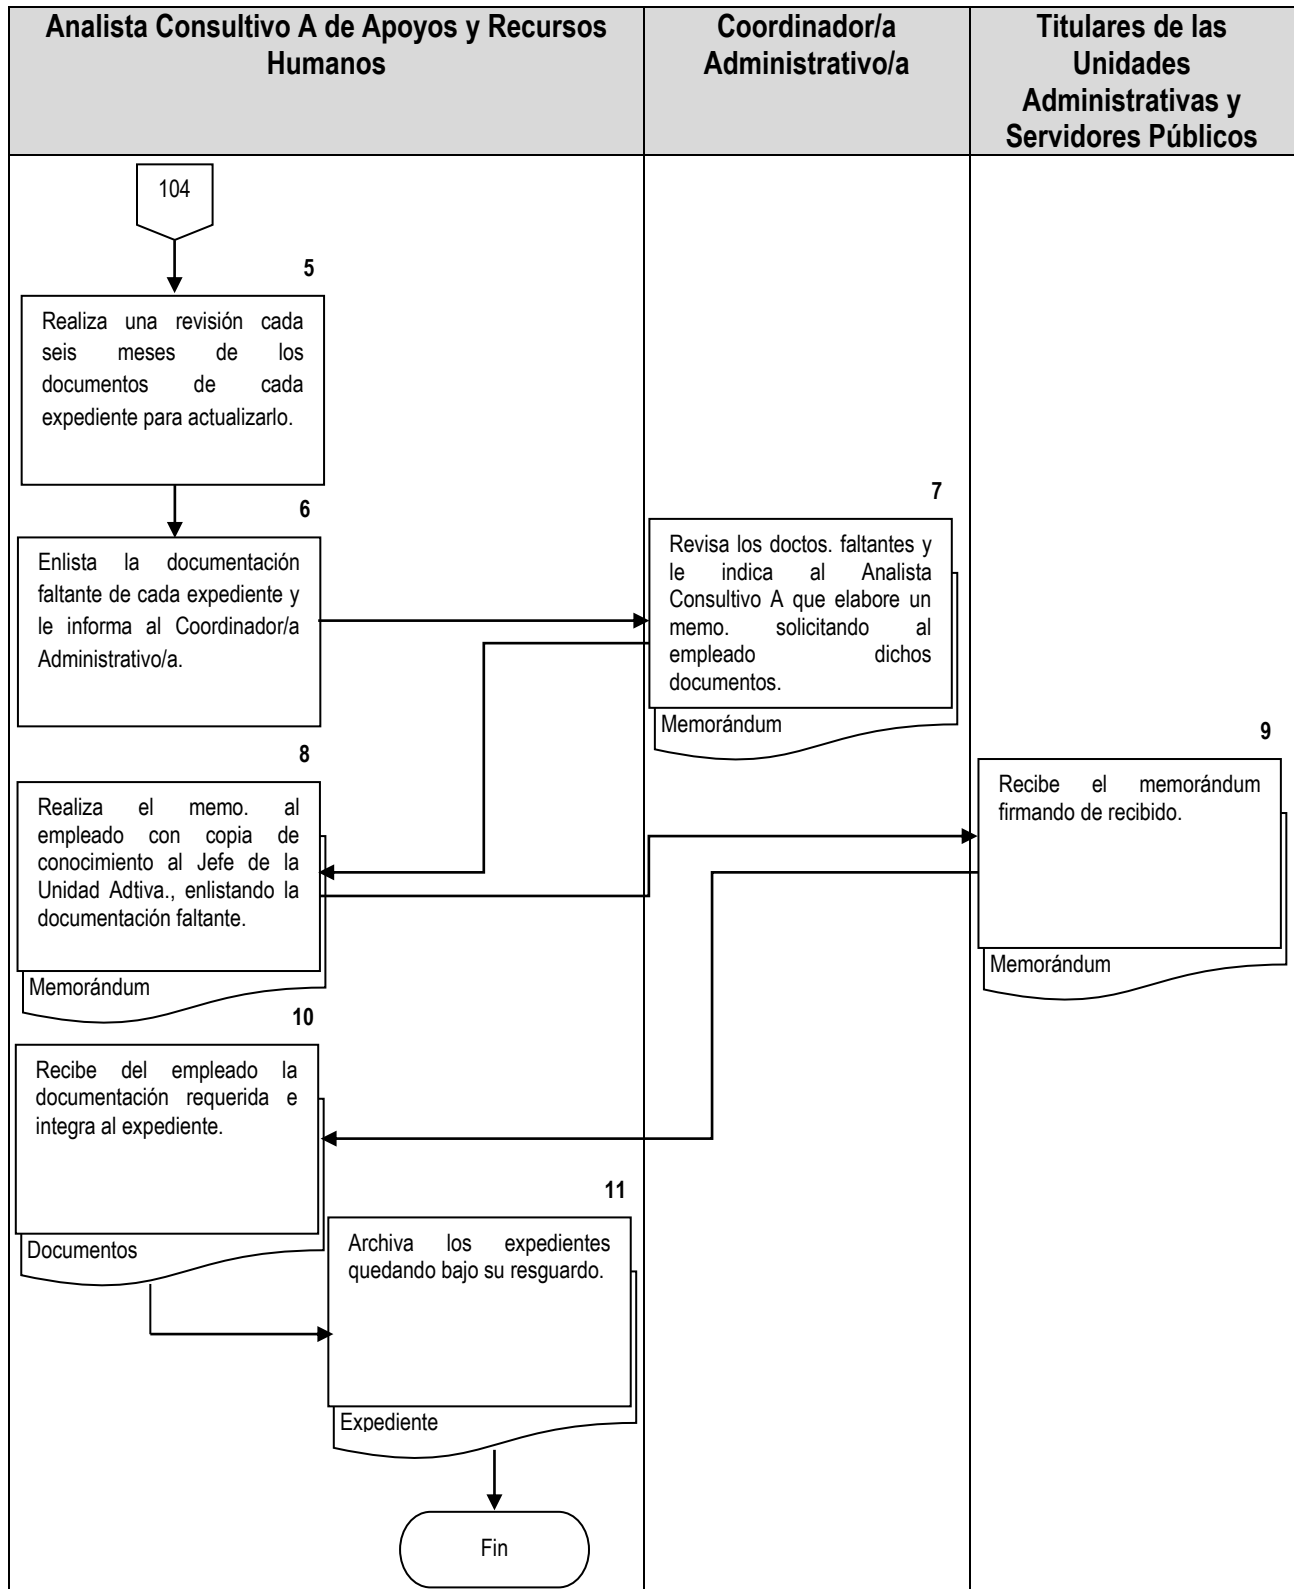 Analista Consultivo A de Apoyos y Recursos
Humanos
Coordinador/a
Administrativo/a
Titulares de las
Unidades
Administrativas y
Servidores Públicos
104
5
Realiza una revisión cada
seis meses de los
documentos de cada
expediente para actualizarlo.
6
Enlista la documentación
faltante de cada expediente y
le informa al Coordinador/a
Administrativo/a.
7
Revisa los doctos. faltantes y
le indica al Analista
Consultivo A que elabore un
memo. solicitando al
empleado dichos
documentos.
Memorándum
8
Realiza el memo. al
empleado con copia de
conocimiento al Jefe de la
Unidad Adtiva., enlistando la
documentación faltante.
Memorándum
9
Recibe el memorándum
firmando de recibido.
Memorándum
10
Recibe del empleado la
documentación requerida e
integra al expediente.
Documentos
11
Archiva los expedientes
quedando bajo su resguardo.
Expediente
Fin